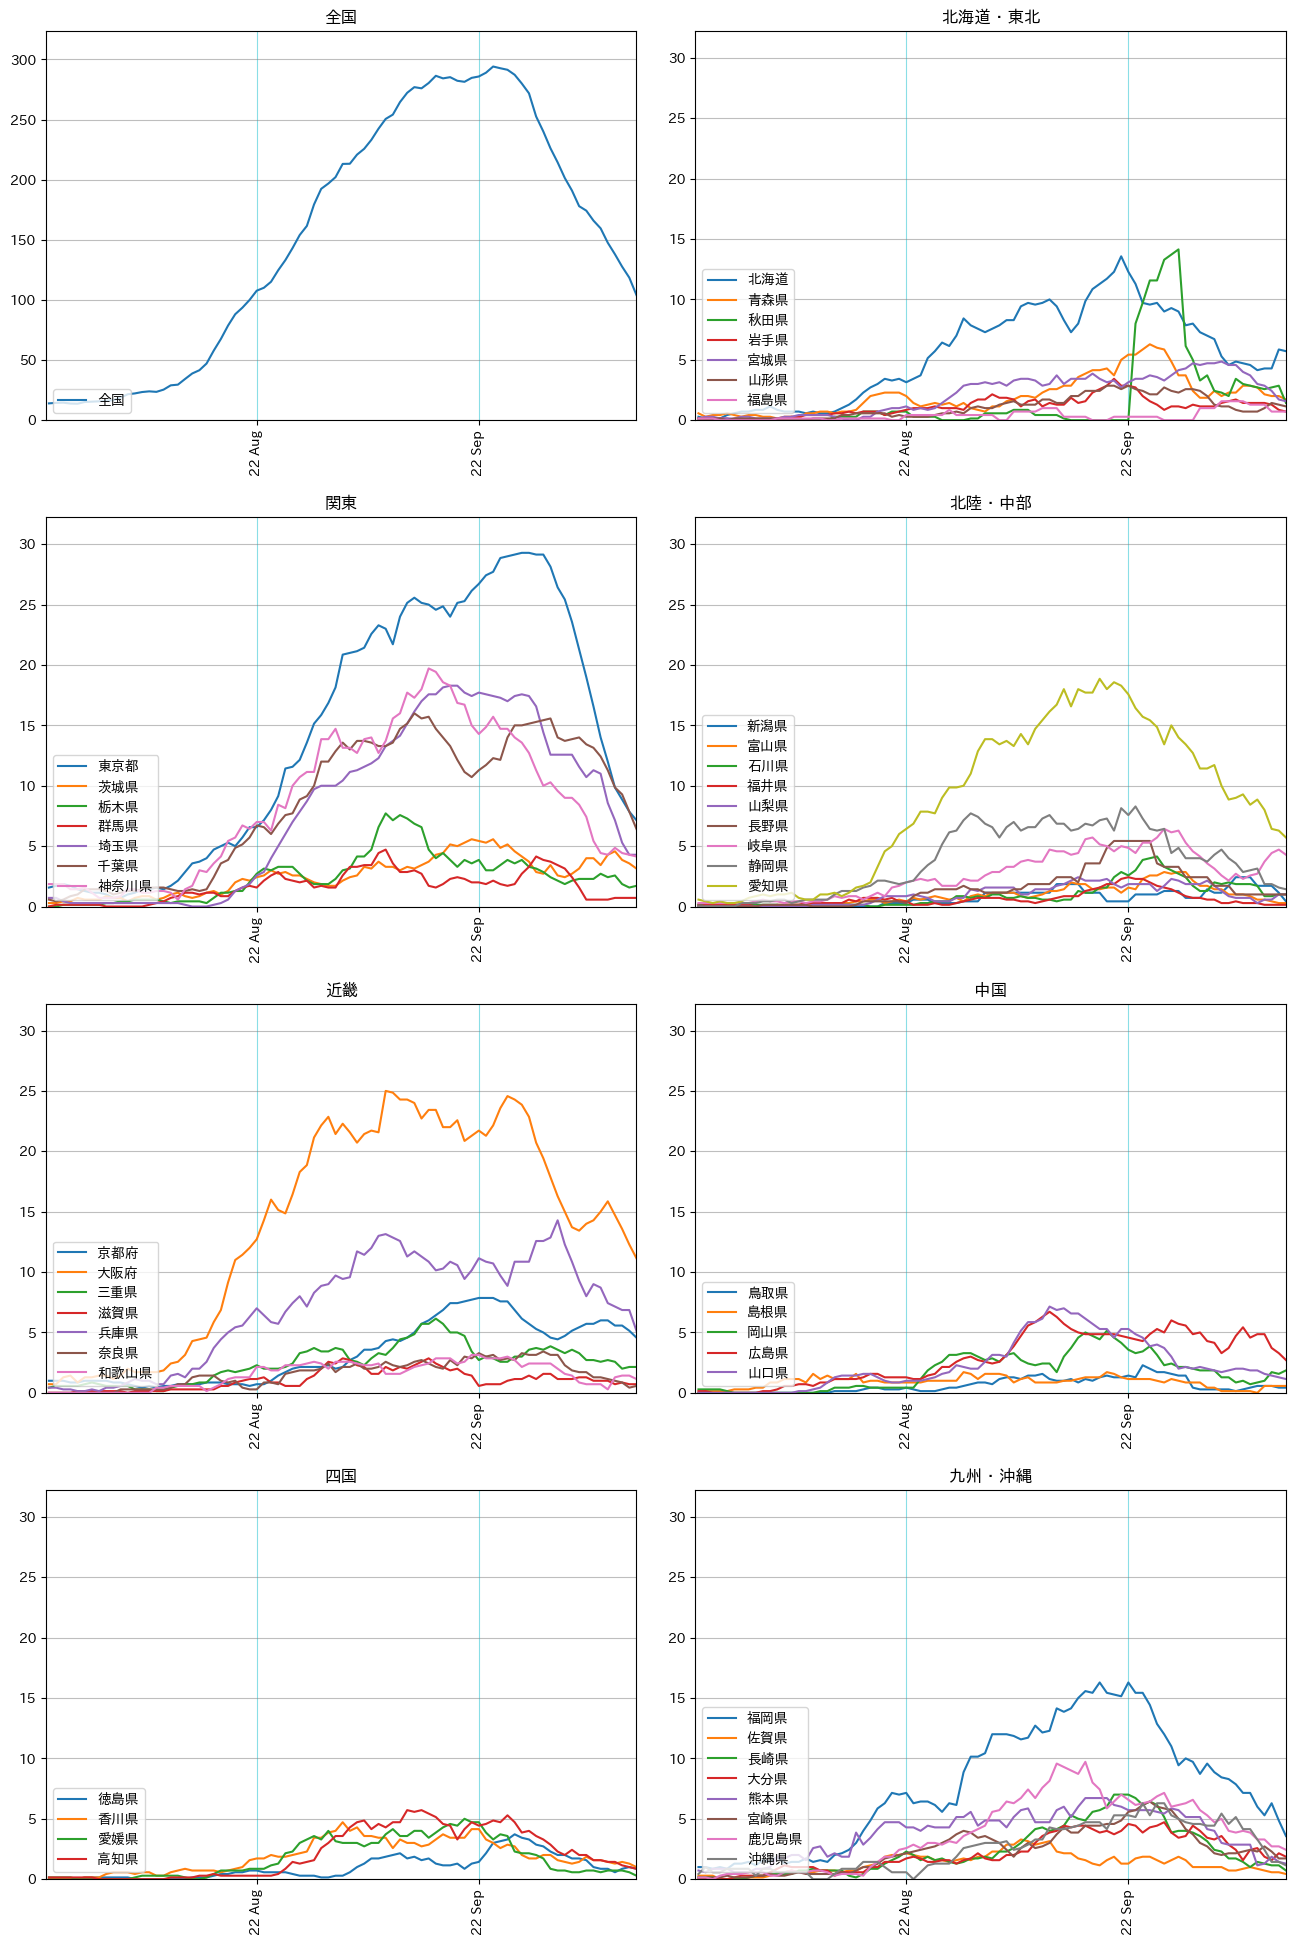 全国
300
250
200
150
100
50
0
全国
22 Aug
22 Sep
北海道・東北
30
25
20
15
10
5
0
北海道
青森県
秋田県
岩手県
宮城県
山形県
福島県
22 Aug
22 Sep
関東
30
25
20
15
10
5
0
東京都
茨城県
栃木県
群馬県
埼玉県
千葉県
神奈川県
22 Aug
22 Sep
北陸・中部
30
25
20
15
10
5
0
新潟県
富山県
石川県
福井県
山梨県
長野県
岐阜県
静岡県
愛知県
22 Aug
22 Sep
近畿
30
25
20
15
10
5
0
京都府
大阪府
三重県
滋賀県
兵庫県
奈良県
和歌山県
22 Aug
22 Sep
中国
30
25
20
15
10
5
0
鳥取県
島根県
岡山県
広島県
山口県
22 Aug
22 Sep
四国
30
25
20
15
10
5
0
徳島県
香川県
愛媛県
高知県
22 Aug
22 Sep
九州・沖縄
30
25
20
15
10
5
0
福岡県
佐賀県
長崎県
大分県
熊本県
宮崎県
鹿児島県
沖縄県
22 Aug
22 Sep